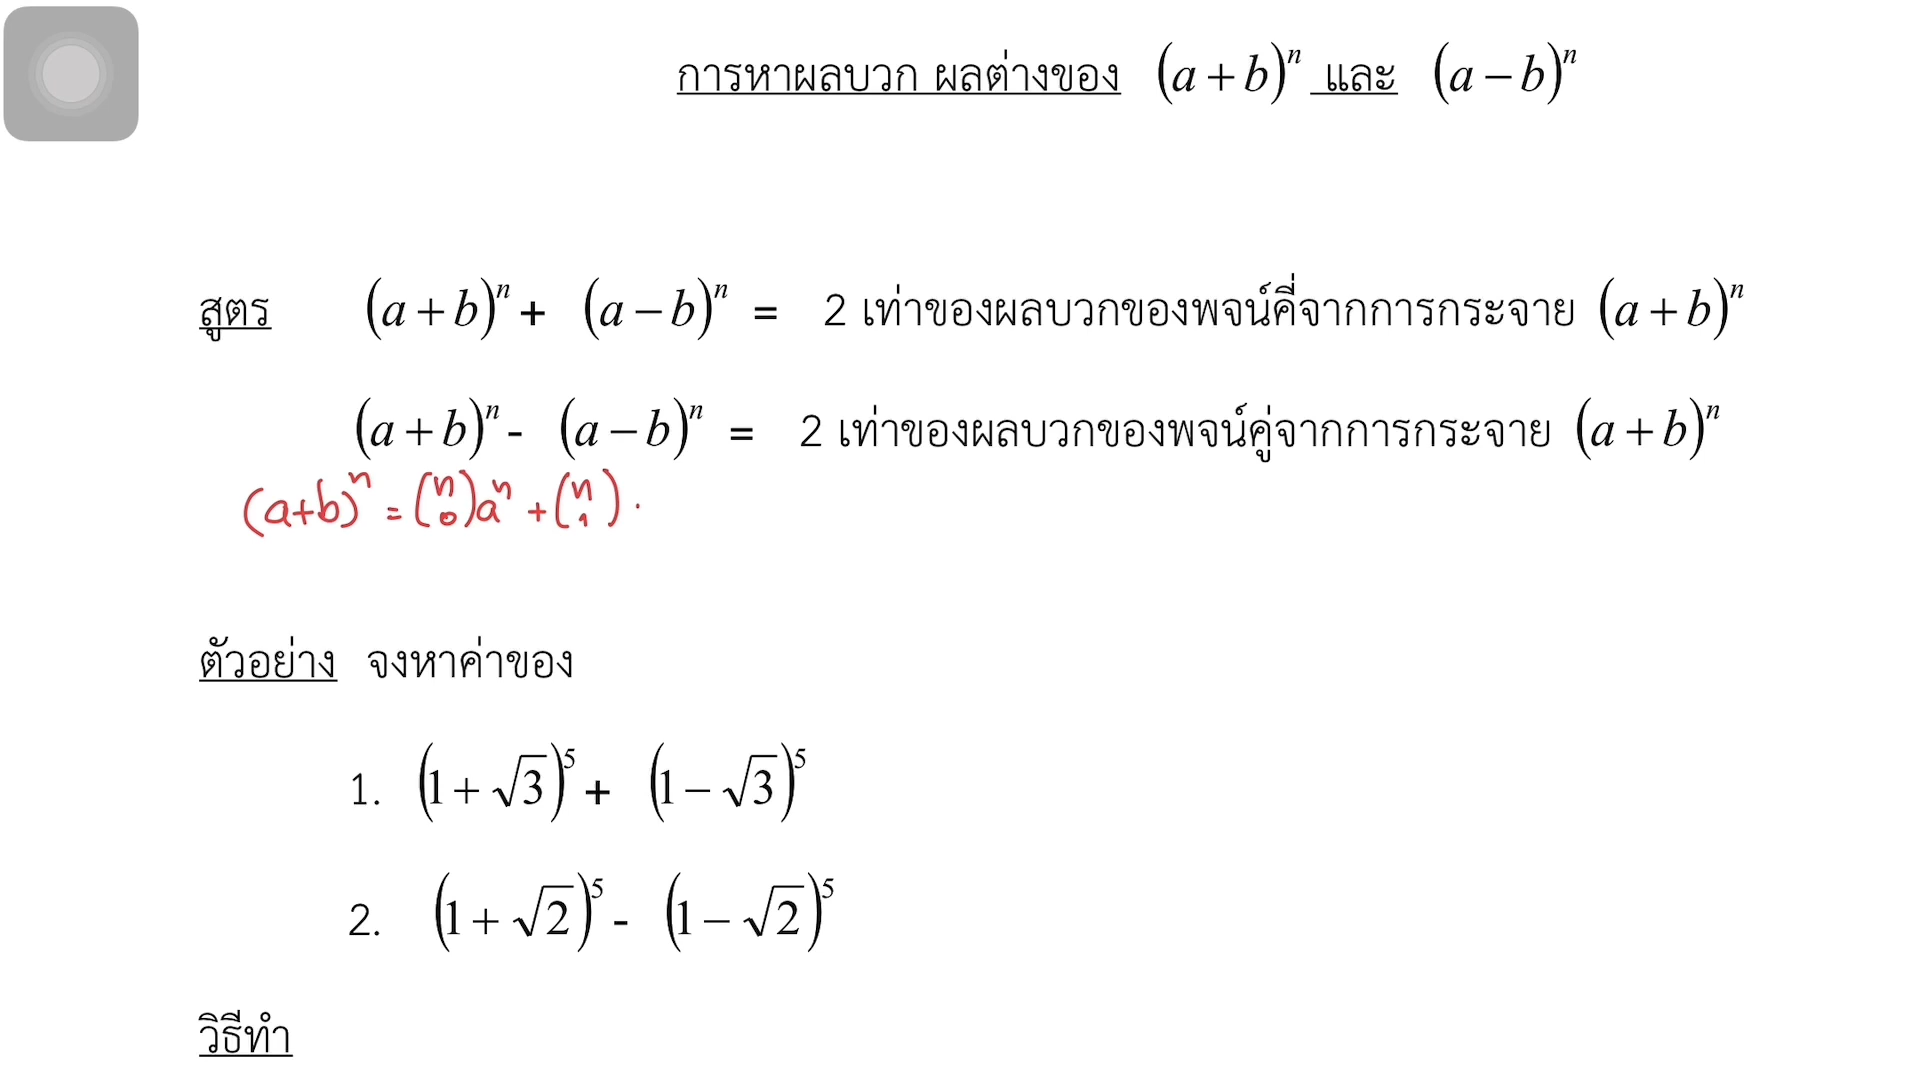 การหาผลบวก ผลต่างของ (a+b)ⁿ และ (a−b)ⁿ
สูตร (a+b)ⁿ + (a−b)ⁿ = 2 เท่าของผลบวกของพจน์คี่จากการกระจาย (a+b)ⁿ
(a+b)ⁿ - (a−b)ⁿ = 2 เท่าของผลบวกของพจน์คู่จากการกระจาย (a+b)ⁿ
(a+b)ⁿ = (n 0)aⁿ + (n 1) ·
ตัวอย่าง จงหาค่าของ
1. (1+√3)⁵ + (1−√3)⁵
2. (1+√2)⁵ - (1−√2)⁵
วิธีทำ